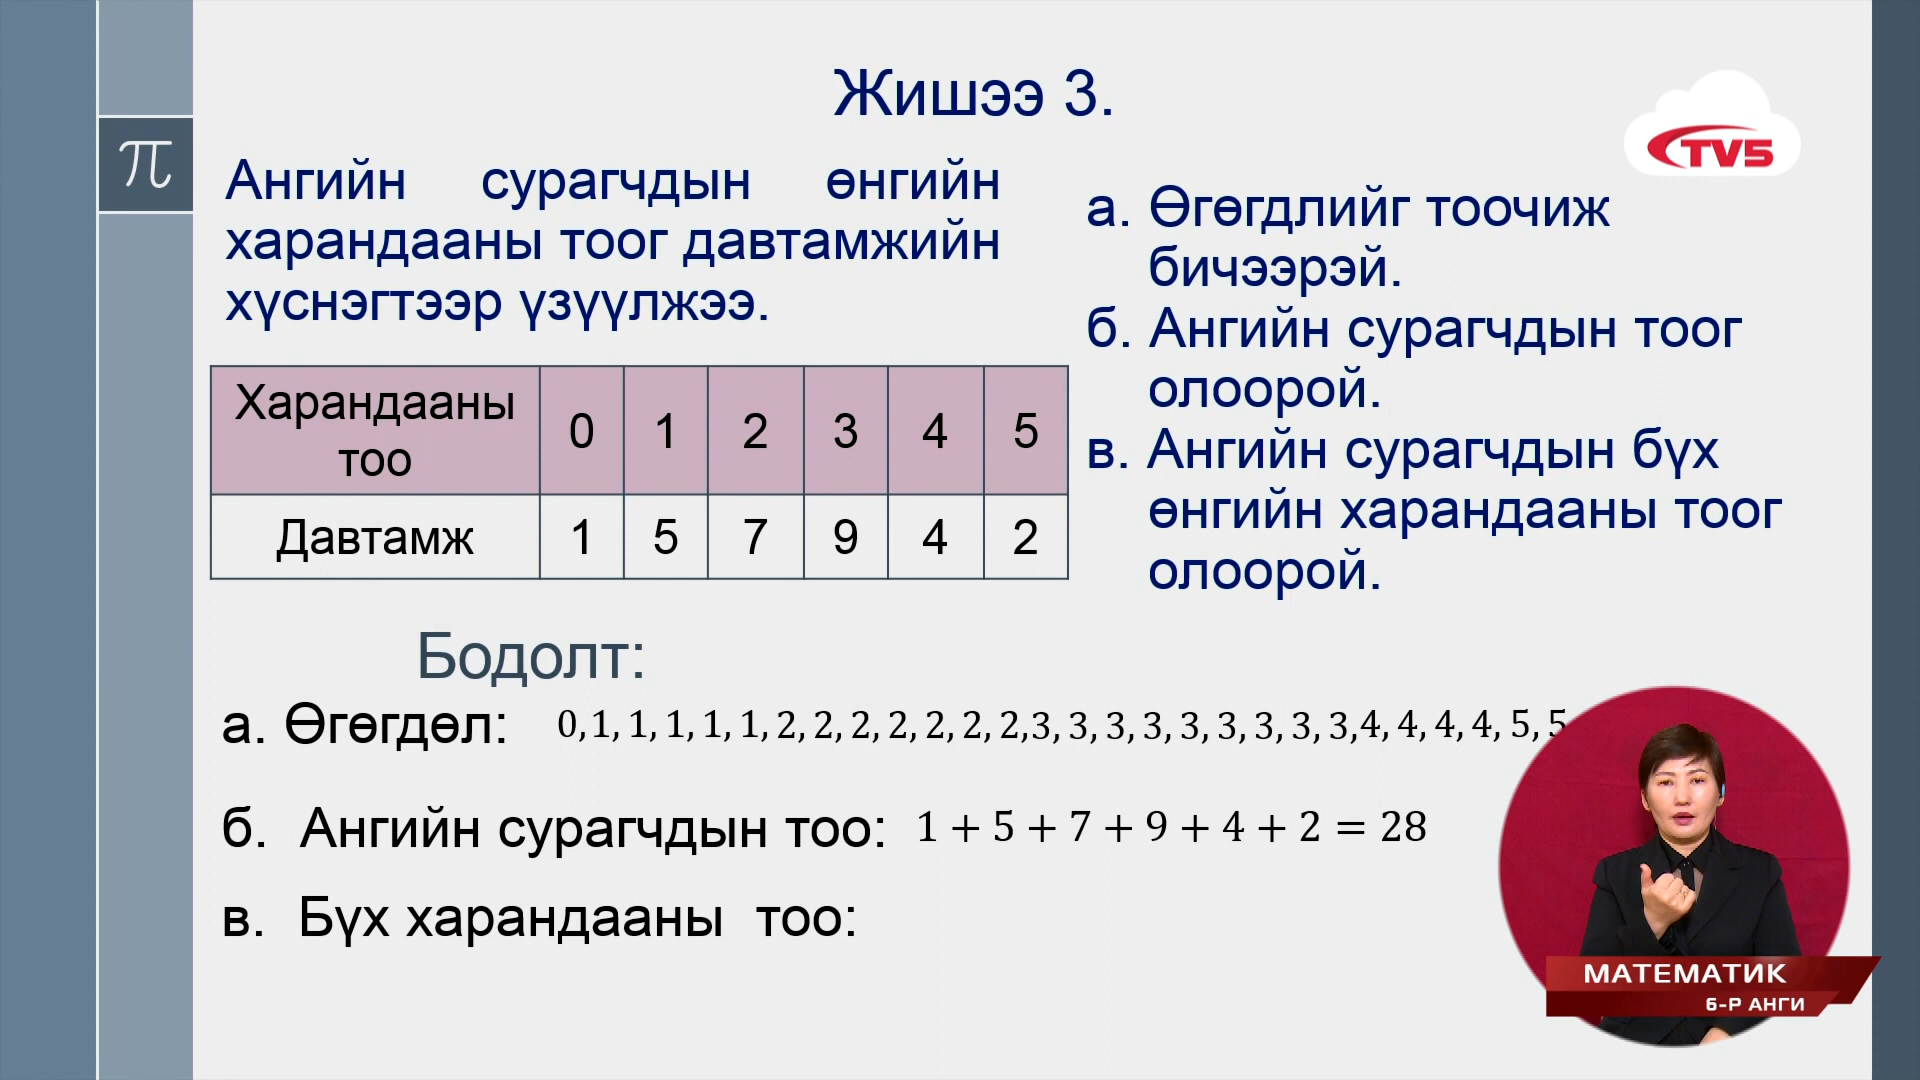 Жишээ 3.
π
TV5
Ангийн сурагчдын өнгийн
харандааны тоог давтамжийн
хүснэгтээр үзүүлжээ.
Харандааны тоо 0 1 2 3 4 5
Давтамж 1 5 7 9 4 2
а. Өгөгдлийг тоочиж
бичээрэй.
б. Ангийн сурагчдын тоог
олоорой.
в. Ангийн сурагчдын бүх
өнгийн харандааны тоог
олоорой.
Бодолт:
а. Өгөгдөл: 0, 1, 1, 1, 1, 1, 2, 2, 2, 2, 2, 2, 2,3, 3, 3, 3, 3, 3, 3, 3, 3,4, 4, 4, 4, 5, 5
б. Ангийн сурагчдын тоо: 1 + 5 + 7 + 9 + 4 + 2 = 28
в. Бүх харандааны тоо:
МАТЕМАТИК
6-Р АНГИ